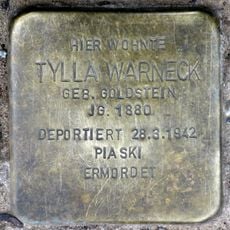 HIER WOHNTE
TYLLA WARNECK
GEB. GOLDSTEIN
JG. 1880
DEPORTIERT 28.3.1942
PIASKI
ERMORDET